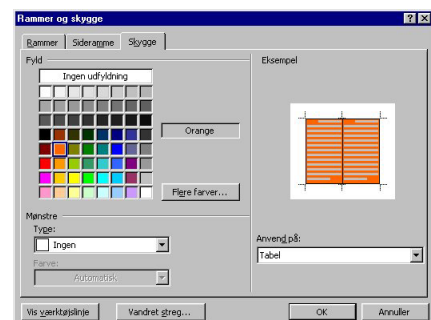 Rammer og skygge
Rammer
Sideramme
Skygge
Fyld
Ingen udfyldning
Orange
Flere farver...
Mønstre
Type:
Ingen
Farve:
Automatisk
Eksempel
Anvend på:
Tabel
Vis værktøjslinje
Vandret streg...
OK
Annuller